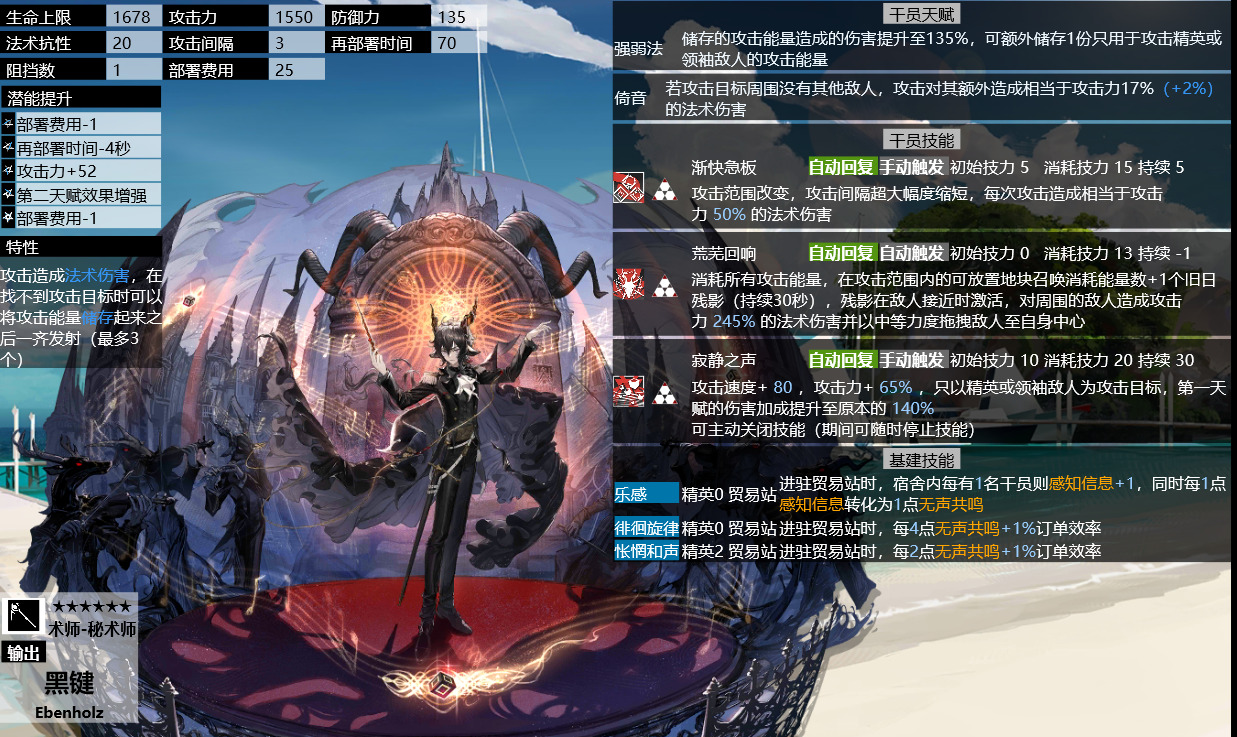 生命上限 1678 攻击力 1550 防御力 135
法术抗性 20 攻击间隔 3 再部署时间 70
阻挡数 1 部署费用 25
潜能提升
部署费用-1
再部署时间-4秒
攻击力+52
第二天赋效果增强
部署费用-1
特性
攻击造成法术伤害，在
找不到攻击目标时可以
将攻击能量储存起来之
后一齐发射（最多3
个）
★★★★★★
术师-秘术师
输出
黑键
Ebenholz
干员天赋
强弱法 储存的攻击能量造成的伤害提升至135%，可额外储存1份只用于攻击精英或
领袖敌人的攻击能量
倚音 若攻击目标周围没有其他敌人，攻击对其额外造成相当于攻击力17%（+2%）
的法术伤害
干员技能
渐快急板 自动回复 手动触发 初始技力 5 消耗技力 15 持续 5
攻击范围改变，攻击间隔超大幅度缩短，每次攻击造成相当于攻击
力 50% 的法术伤害
荒芜回响 自动回复 自动触发 初始技力 0 消耗技力 13 持续 -1
消耗所有攻击能量，在攻击范围内的可放置地块召唤消耗能量数+1个旧日
残影（持续30秒），残影在敌人接近时激活，对周围的敌人造成攻击
力 245% 的法术伤害并以中等力度拖拽敌人至自身中心
寂静之声 自动回复 手动触发 初始技力 10 消耗技力 20 持续 30
攻击速度+ 80 ，攻击力+ 65% ，只以精英或领袖敌人为攻击目标，第一天
赋的伤害加成提升至原本的 140%
可主动关闭技能（期间可随时停止技能）
基建技能
乐感 精英0 贸易站 进驻贸易站时，宿舍内每有1名干员则感知信息+1，同时每1点
感知信息转化为1点无声共鸣
徘徊旋律 精英0 贸易站 进驻贸易站时，每4点无声共鸣+1%订单效率
怅惘和声 精英2 贸易站 进驻贸易站时，每2点无声共鸣+1%订单效率